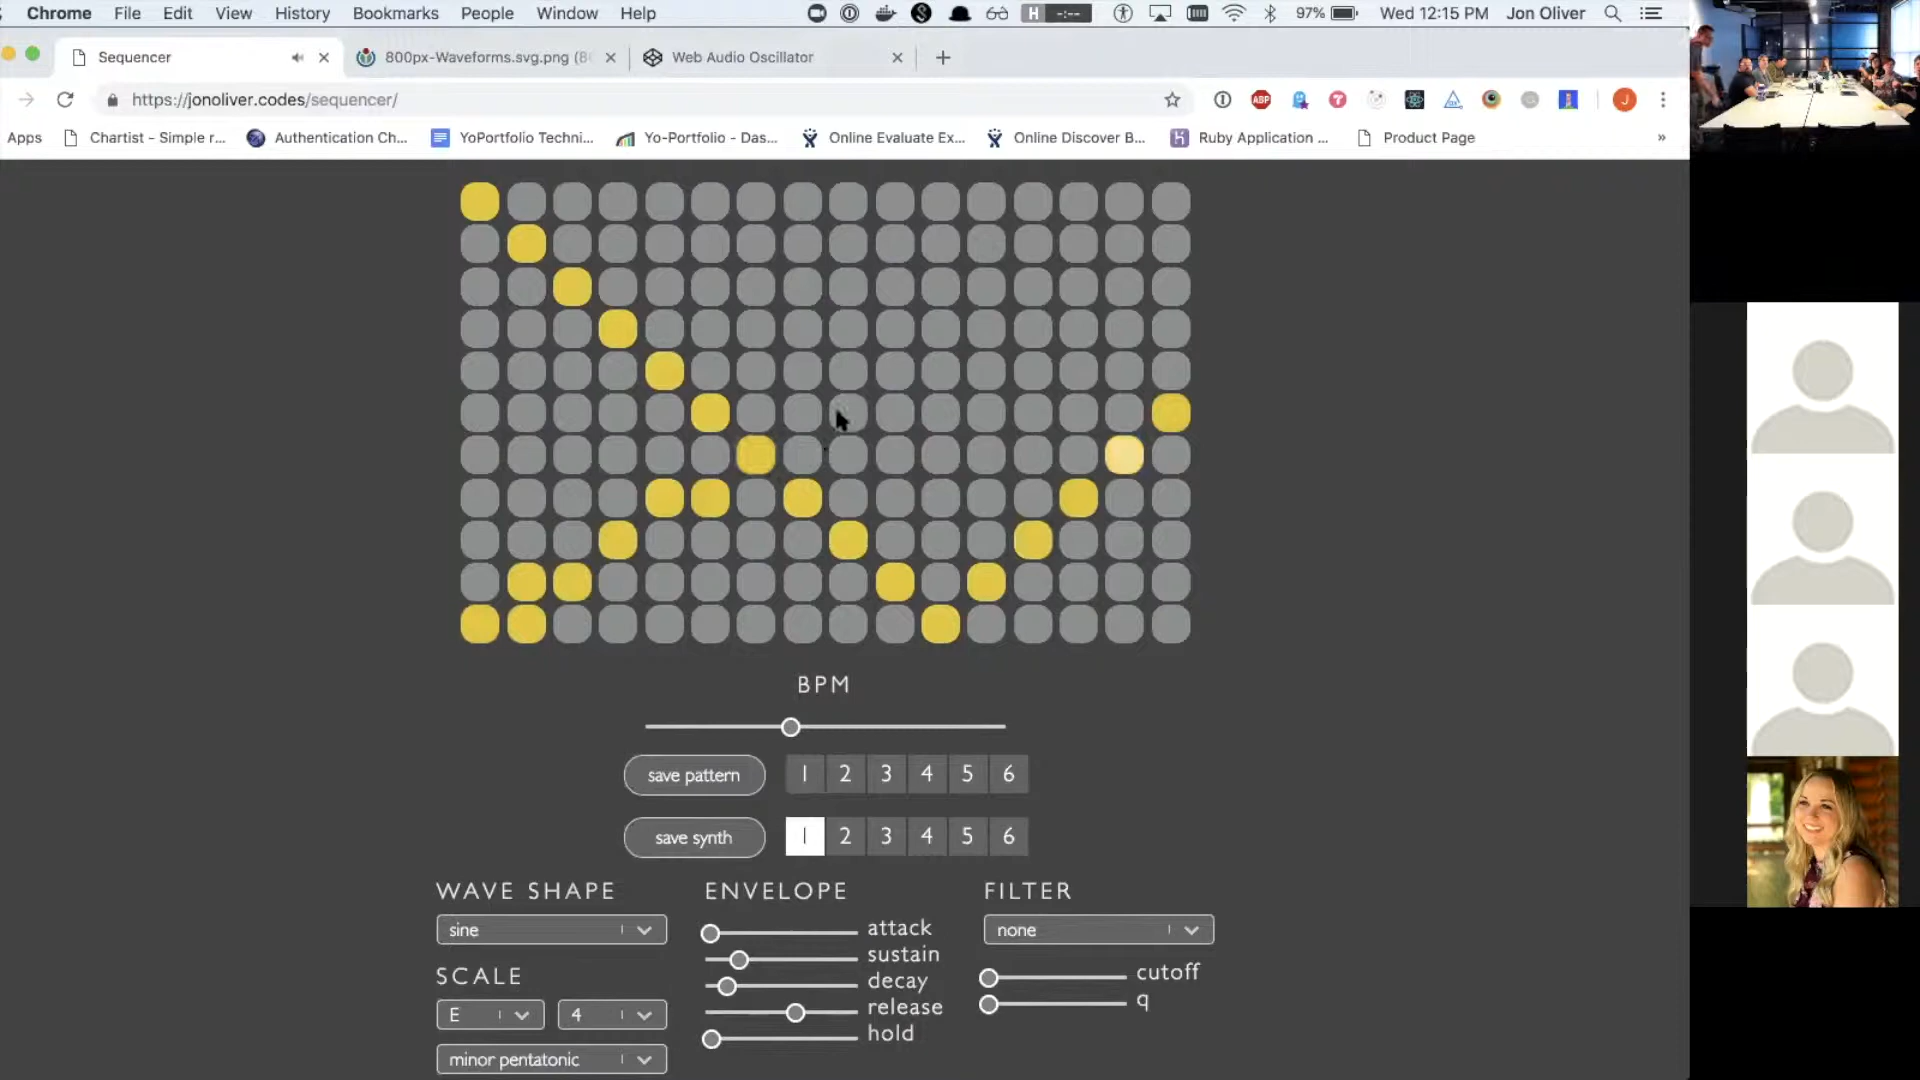 Chrome File Edit View History Bookmarks People Window Help H -:-- 97% Wed 12:15 PM Jon Oliver
Sequencer 800px-Waveforms.svg.png (8 Web Audio Oscillator
https://jonoliver.codes/sequencer/ ABP J
Apps Chartist - Simple r... Authentication Ch... YoPortfolio Techni... Yo-Portfolio - Das... Online Evaluate Ex... Online Discover B... Ruby Application ... Product Page »
BPM
save pattern 1 2 3 4 5 6
save synth 1 2 3 4 5 6
WAVE SHAPE ENVELOPE FILTER
sine attack none
sustain
SCALE decay cutoff
E 4 release q
hold
minor pentatonic